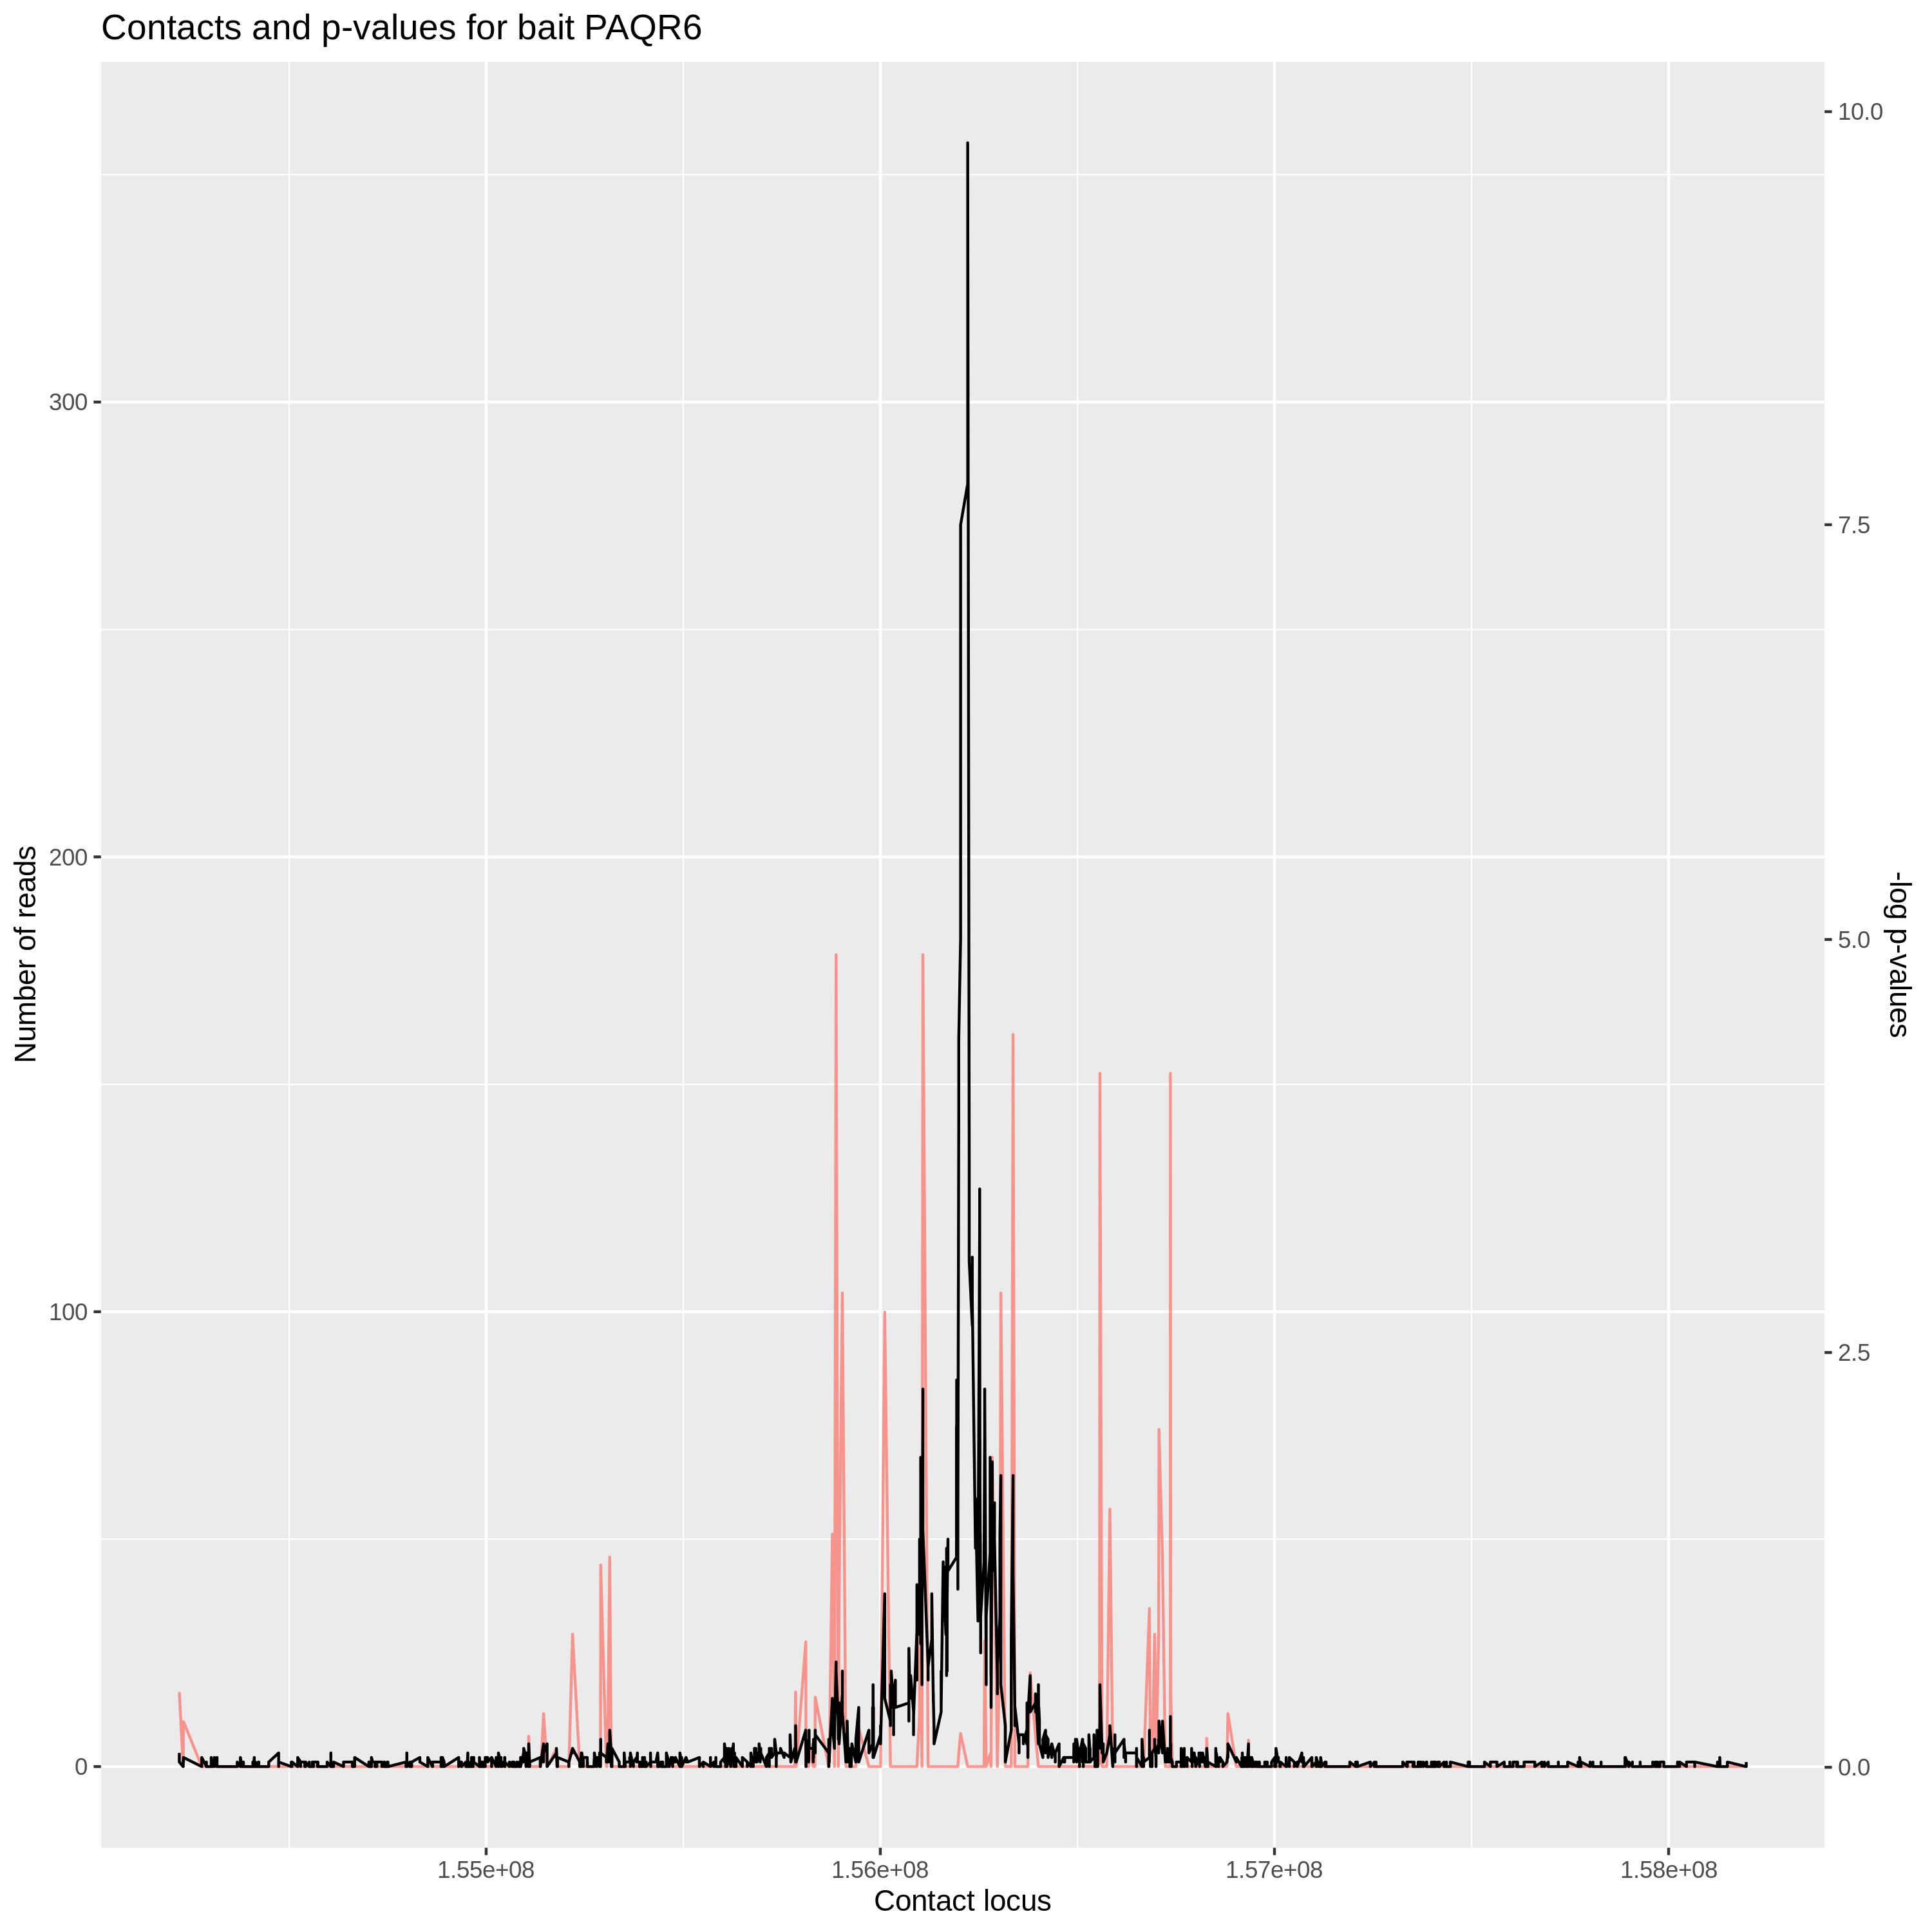 Contacts and p-values for bait PAQR6
300
200
100
0
Number of reads
10.0
7.5
5.0
2.5
0.0
-log p-values
1.55e+08
1.56e+08
1.57e+08
1.58e+08
Contact locus